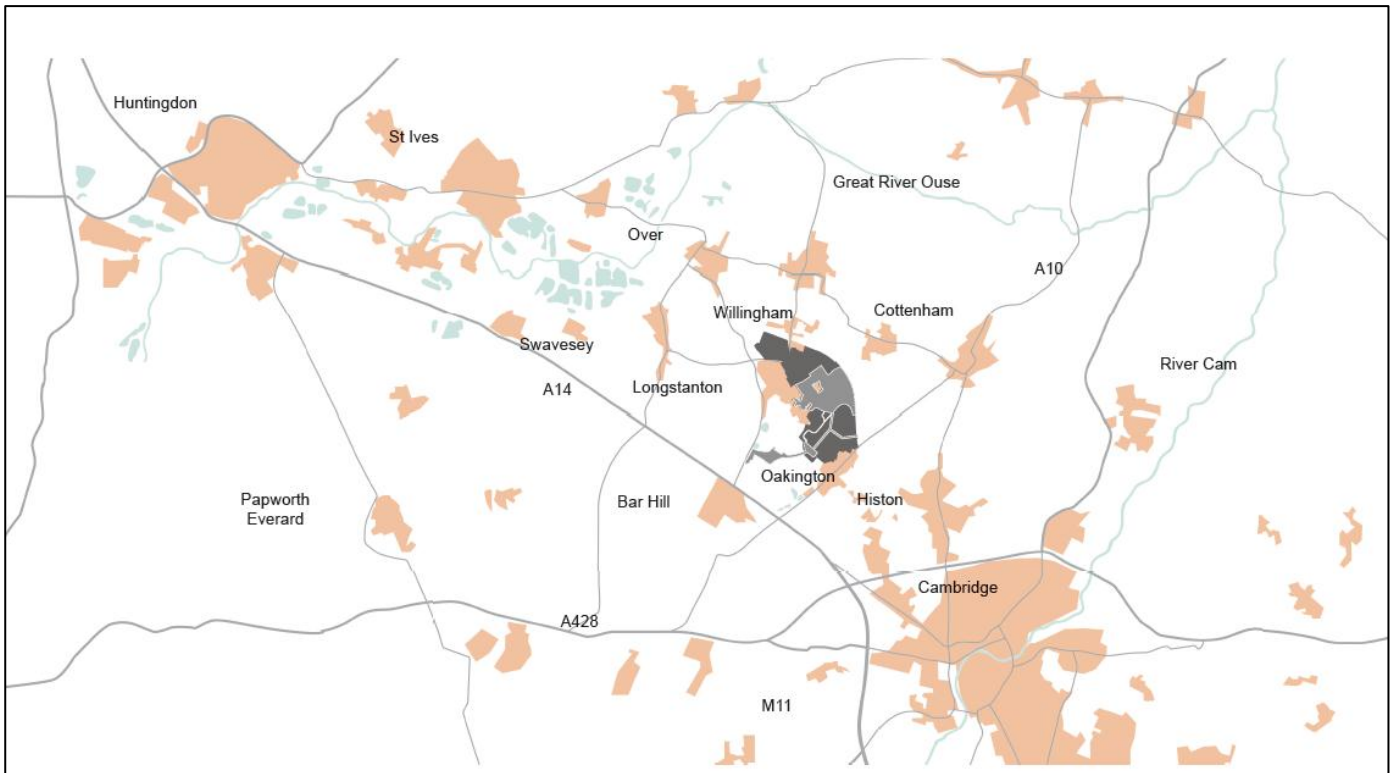 Huntingdon
St Ives
Great River Ouse
Over
A10
Willingham
Cottenham
Swavesey
River Cam
A14
Longstanton
Oakington
Papworth
Everard
Bar Hill
Histon
Cambridge
A428
M11